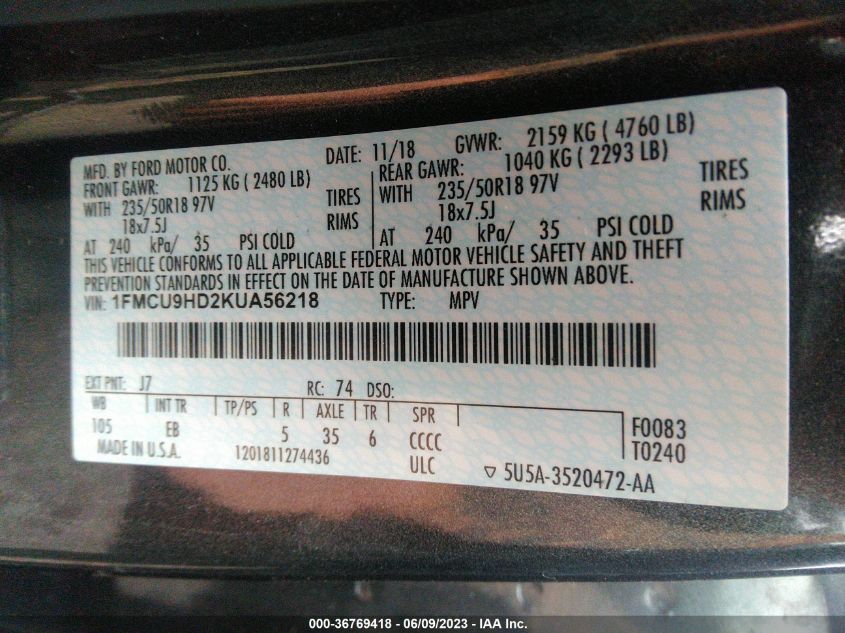 MFD. BY FORD MOTOR CO. DATE: 11/18 GVWR: 2159 KG ( 4760 LB)
FRONT GAWR: 1125 KG ( 2480 LB) REAR GAWR: 1040 KG ( 2293 LB)
WITH 235/50R18 97V TIRES WITH 235/50R18 97V TIRES
18x7.5J RIMS 18x7.5J RIMS
AT 240 kPa/ 35 PSI COLD AT 240 kPa/ 35 PSI COLD
THIS VEHICLE CONFORMS TO ALL APPLICABLE FEDERAL MOTOR VEHICLE SAFETY AND THEFT
PREVENTION STANDARDS IN EFFECT ON THE DATE OF MANUFACTURE SHOWN ABOVE.
VIN: 1FMCU9HD2KUA56218 TYPE: MPV
EXT PNT: J7 RC: 74 DSO:
WB INT TR TP/PS R AXLE TR SPR
105 EB 5 35 6 CCCC F0083
MADE IN U.S.A. 1201811274436 ULC T0240
5U5A-3520472-AA
000-36769418 - 06/09/2023 - IAA Inc.